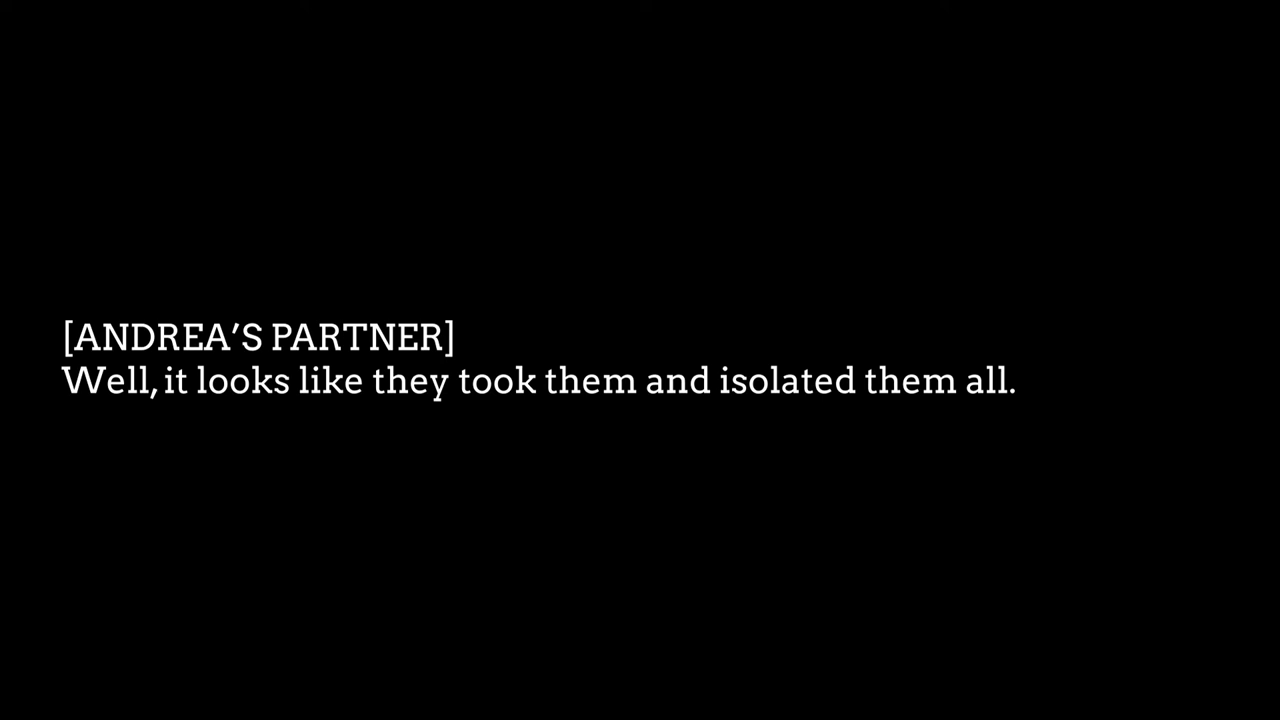 [ANDREA’S PARTNER]
Well, it looks like they took them and isolated them all.